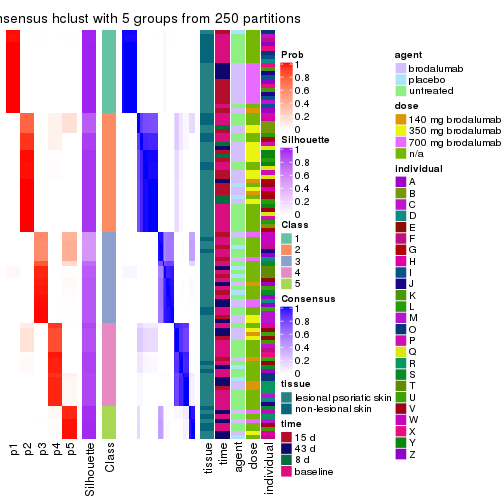 nsensus hclust with 5 groups from 250 partitions
Prob
1
0.8
0.6
0.4
0.2
0
Silhouette
1
0.8
0.6
0.4
0.2
0
Class
1
2
3
4
5
Consensus
1
0.8
0.6
0.4
0.2
0
tissue
lesional psoriatic skin
non-lesional skin
time
15 d
43 d
8 d
baseline
agent
brodalumab
placebo
untreated
dose
140 mg brodalumab
350 mg brodalumab
700 mg brodalumab
n/a
individual
A
B
C
D
E
F
G
H
I
J
K
L
M
O
P
Q
R
S
T
U
V
W
X
Y
Z
p1
p2
p3
p4
p5
Silhouette
Class
tissue
time
agent
dose
individual